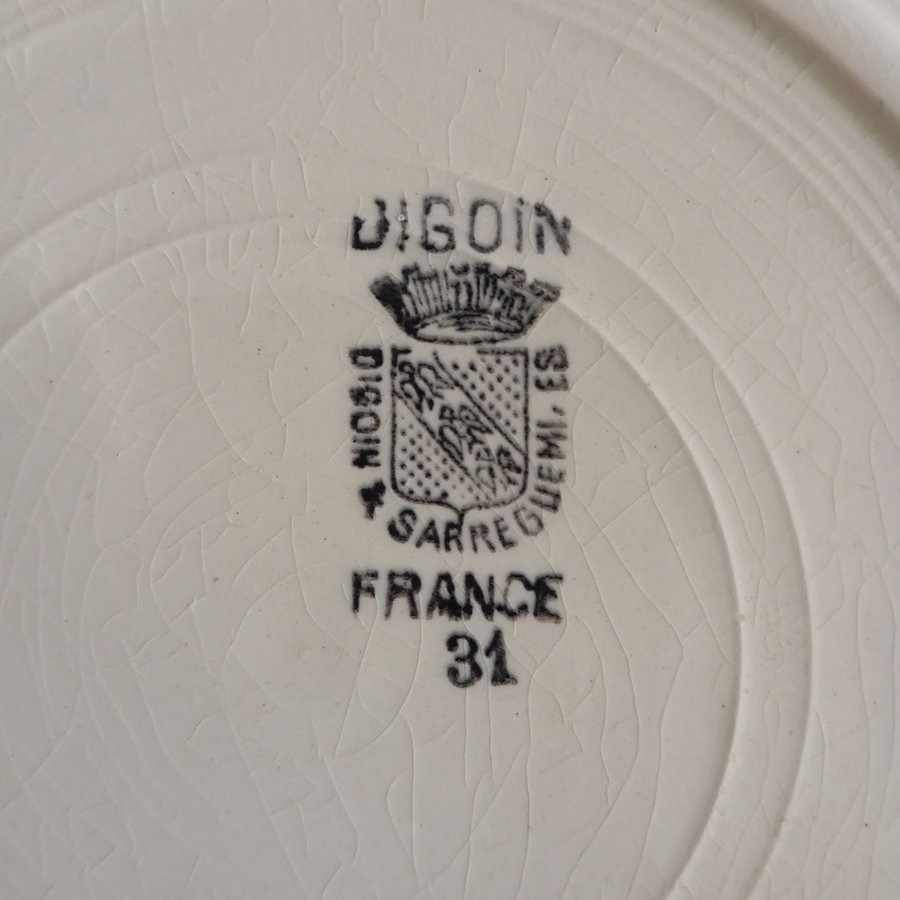 DIGOIN
DIGOIN & SARREGUEMINES
FRANCE
31